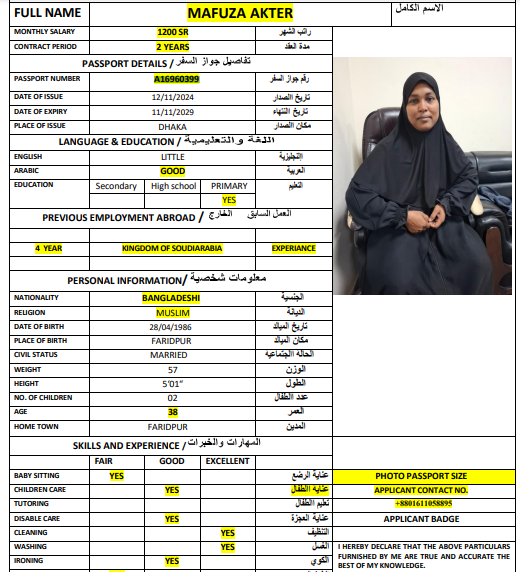 FULL NAME MAFUZA AKTER الاسم الكامل
MONTHLY SALARY 1200 SR راتب الشهر
CONTRACT PERIOD 2 YEARS مدة العقد
PASSPORT DETAILS / تفاصيل جواز السفر
PASSPORT NUMBER A16960399 رقم جواز السفر
DATE OF ISSUE 12/11/2024 تاريخ الصدار
DATE OF EXPIRY 11/11/2029 تاريخ النتهاء
PLACE OF ISSUE DHAKA مكان الصدار
LANGUAGE & EDUCATION / اللغة والتعليمية
ENGLISH LITTLE النجليزية
ARABIC GOOD العربية
EDUCATION Secondary High school PRIMARY التعليم
YES
PREVIOUS EMPLOYMENT ABROAD / العمل السابق الخارج
4 YEAR KINGDOM OF SOUDIARABIA EXPERIANCE
PERSONAL INFORMATION/ معلومات شخصية
NATIONALITY BANGLADESHI الجنسية
RELIGION MUSLIM الديانة
DATE OF BIRTH 28/04/1986 تاريخ الميالد
PLACE OF BIRTH FARIDPUR مكان الميالد
CIVIL STATUS MARRIED الحالة الجتماعية
WEIGHT 57 الوزن
HEIGHT 5'01" الطول
NO. OF CHILDREN 02 عدد الطفال
AGE 38 العمر
HOME TOWN FARIDPUR المدين
SKILLS AND EXPERIENCE / المهارات والخبرات
FAIR GOOD EXCELLENT
BABY SITTING YES عناية الرضع
CHILDREN CARE YES عناية الطفال
TUTORING تعليم الطفال
DISABLE CARE YES عناية العجزة
CLEANING YES التنظيف
WASHING YES الغسل
IRONING YES الكوي
PHOTO PASSPORT SIZE
APPLICANT CONTACT NO.
+8801611058895
APPLICANT BADGE
I HEREBY DECLARE THAT THE ABOVE PARTICULARS
FURNISHED BY ME ARE TRUE AND ACCURATE THE
BEST OF MY KNOWLEDGE.